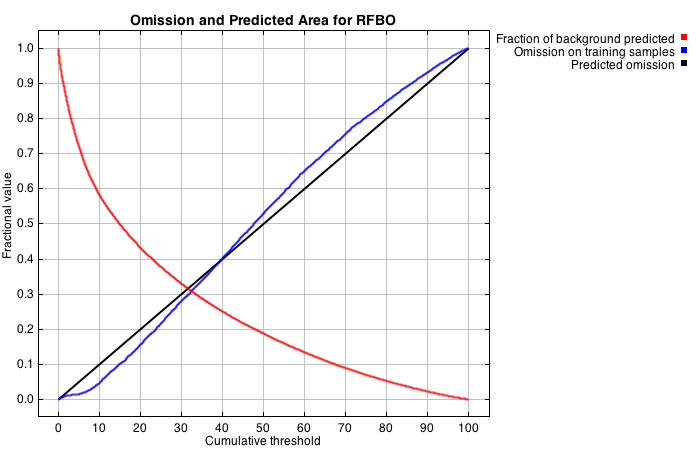 Omission and Predicted Area for RFBO
Fraction of background predicted
Omission on training samples
Predicted omission
Fractional value
1.0
0.9
0.8
0.7
0.6
0.5
0.4
0.3
0.2
0.1
0.0
0 10 20 30 40 50 60 70 80 90 100
Cumulative threshold